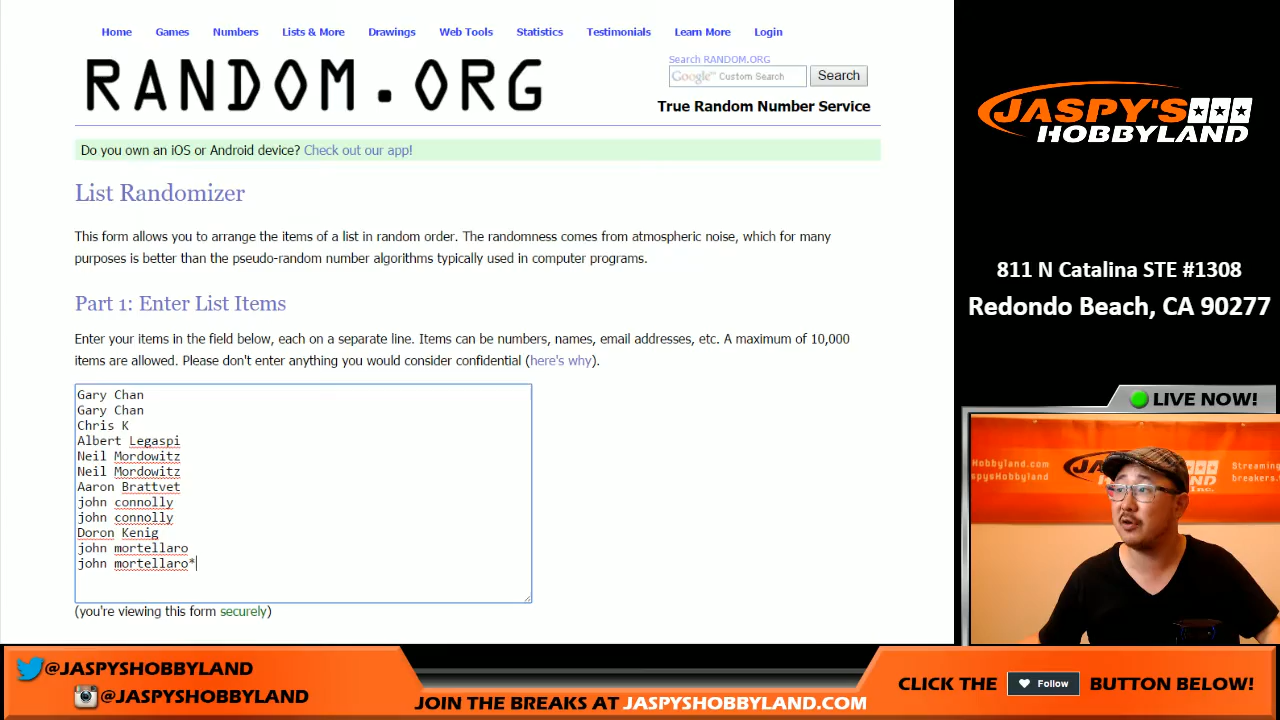 Home Games Numbers Lists & More Drawings Web Tools Statistics Testimonials Learn More Login
RANDOM.ORG
Search RANDOM.ORG
Google™ Custom Search Search
True Random Number Service
Do you own an iOS or Android device? Check out our app!
List Randomizer
This form allows you to arrange the items of a list in random order. The randomness comes from atmospheric noise, which for many
purposes is better than the pseudo-random number algorithms typically used in computer programs.
Part 1: Enter List Items
Enter your items in the field below, each on a separate line. Items can be numbers, names, email addresses, etc. A maximum of 10,000
items are allowed. Please don't enter anything you would consider confidential (here's why).
Gary Chan
Gary Chan
Chris K
Albert Legaspi
Neil Mordowitz
Neil Mordowitz
Aaron Brattvet
john connolly
john connolly
Doron Kenig
john mortellaro
john mortellaro*
(you're viewing this form securely)
JASPY'S
HOBBYLAND
811 N Catalina STE #1308
Redondo Beach, CA 90277
LIVE NOW!
Hobbyland.com
Streaming
breakers.
@JASPYSHOBBYLAND
@JASPYSHOBBYLAND
JOIN THE BREAKS AT JASPYSHOBBYLAND.COM
CLICK THE Follow BUTTON BELOW!